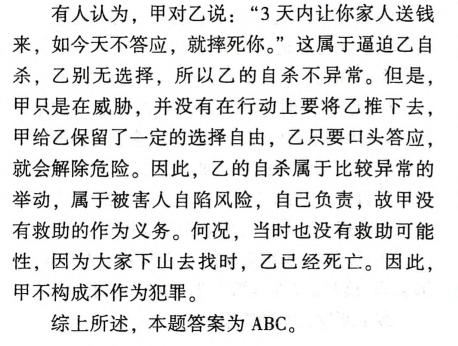 有人认为，甲对乙说：“3 天内让你家人送钱
来，如今天不答应，就摔死你。”这属于逼迫乙自
杀，乙别无选择，所以乙的自杀不异常。但是，
甲只是在威胁，并没有在行动上要将乙推下去，
甲给乙保留了一定的选择自由，乙只要口头答应，
就会解除危险。因此，乙的自杀属于比较异常的
举动，属于被害人自陷风险，自己负责，故甲没
有救助的作为义务。何况，当时也没有救助可能
性，因为大家下山去找时，乙已经死亡。因此，
甲不构成不作为犯罪。
综上所述，本题答案为 ABC。